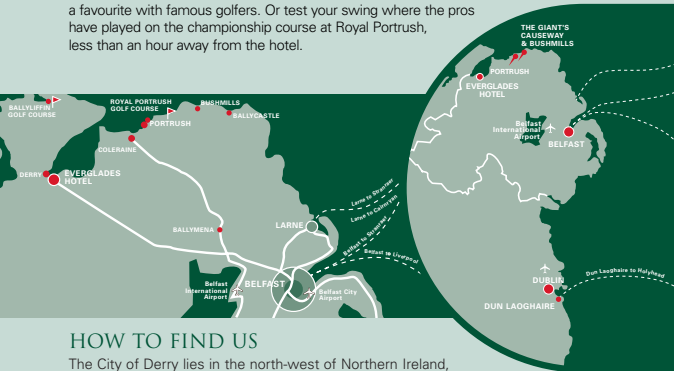 a favourite with famous golfers. Or test your swing where the pros
have played on the championship course at Royal Portrush,
less than an hour away from the hotel.
BALLYLIFFIN
GOLF COURSE
ROYAL PORTRUSH
GOLF COURSE
BUSHMILLS
BALLYCASTLE
PORTRUSH
COLERAINE
DERRY
EVERGLADES
HOTEL
BALLYMENA
LARNE
Larne to Stranraer
Larne to Cairnryan
Belfast to Stranraer
Belfast to Liverpool
Belfast
International
Airport
BELFAST
Belfast City
Airport
THE GIANT'S
CAUSEWAY
& BUSHMILLS
PORTRUSH
EVERGLADES
HOTEL
Belfast
International
Airport
BELFAST
DUBLIN
DUN LAOGHAIRE
Dun Laoghaire to Holyhead
HOW TO FIND US
The City of Derry lies in the north-west of Northern Ireland,